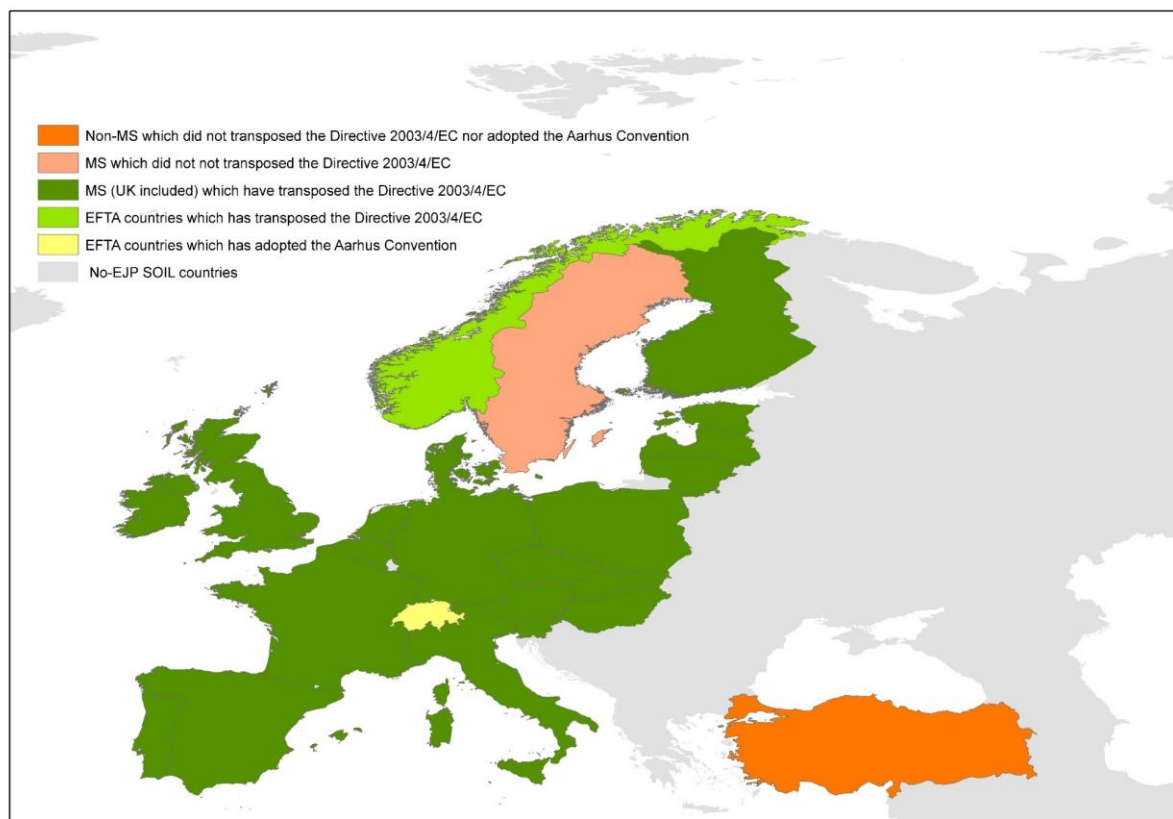 Non-MS which did not transposed the Directive 2003/4/EC nor adopted the Aarhus Convention
MS which did not not transposed the Directive 2003/4/EC
MS (UK included) which have transposed the Directive 2003/4/EC
EFTA countries which has transposed the Directive 2003/4/EC
EFTA countries which has adopted the Aarhus Convention
No-EJP SOIL countries